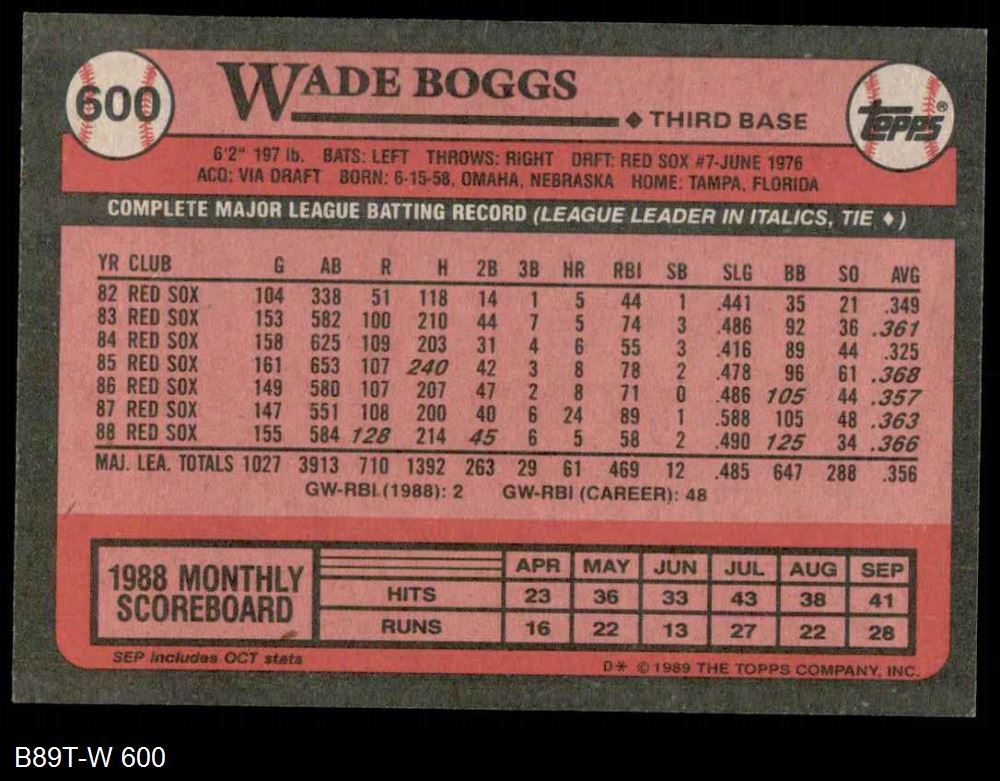 600
WADE BOGGS
THIRD BASE
TOPPS®
6'2" 197 lb. BATS: LEFT THROWS: RIGHT DRFT: RED SOX #7-JUNE 1976
ACQ: VIA DRAFT BORN: 6-15-58, OMAHA, NEBRASKA HOME: TAMPA, FLORIDA
COMPLETE MAJOR LEAGUE BATTING RECORD (LEAGUE LEADER IN ITALICS, TIE ♦)
YR CLUB G AB R H 2B 3B HR RBI SB SLG BB SO AVG
82 RED SOX 104 338 51 118 14 1 5 44 1 .441 35 21 .349
83 RED SOX 153 582 100 210 44 7 5 74 3 .486 92 36 .361
84 RED SOX 158 625 109 203 31 4 6 55 3 .416 89 44 .325
85 RED SOX 161 653 107 240 42 3 8 78 2 .478 96 61 .368
86 RED SOX 149 580 107 207 47 2 8 71 0 .486 105 44 .357
87 RED SOX 147 551 108 200 40 6 24 89 1 .588 105 48 .363
88 RED SOX 155 584 128 214 45 6 5 58 2 .490 125 34 .366
MAJ. LEA. TOTALS 1027 3913 710 1392 263 29 61 469 12 .485 647 288 .356
GW-RBI (1988): 2 GW-RBI (CAREER): 48
1988 MONTHLY SCOREBOARD
APR MAY JUN JUL AUG SEP
HITS 23 36 33 43 38 41
RUNS 16 22 13 27 22 28
SEP includes OCT stats
D* © 1989 THE TOPPS COMPANY, INC.
B89T-W 600